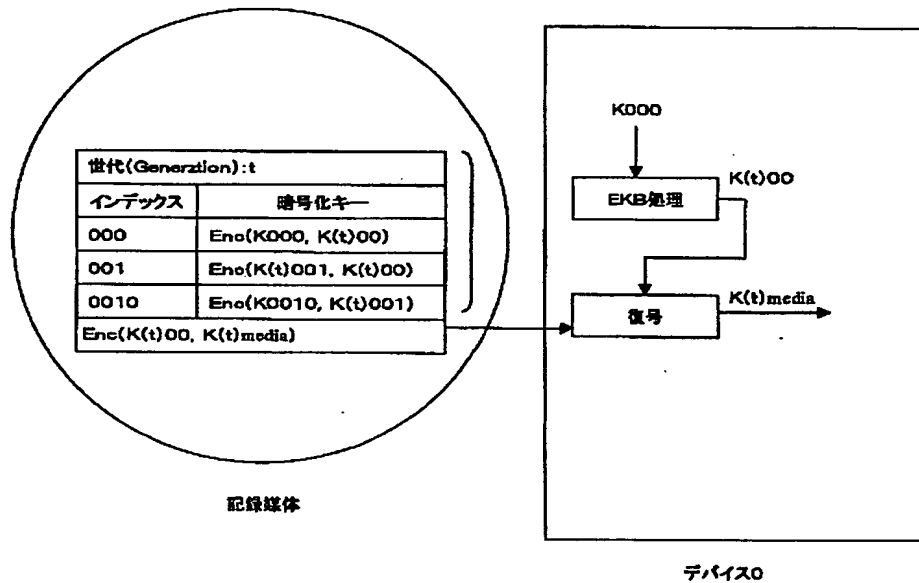 世代(Generztion):t
インデックス 暗号化キー
000 Enc(K000, K(t)00)
001 Enc(K(t)001, K(t)00)
0010 Enc(K0010, K(t)001)
Enc(K(t)00, K(t)media)
記録媒体
K000
EKB処理
K(t)00
復号
K(t)media
デバイス0